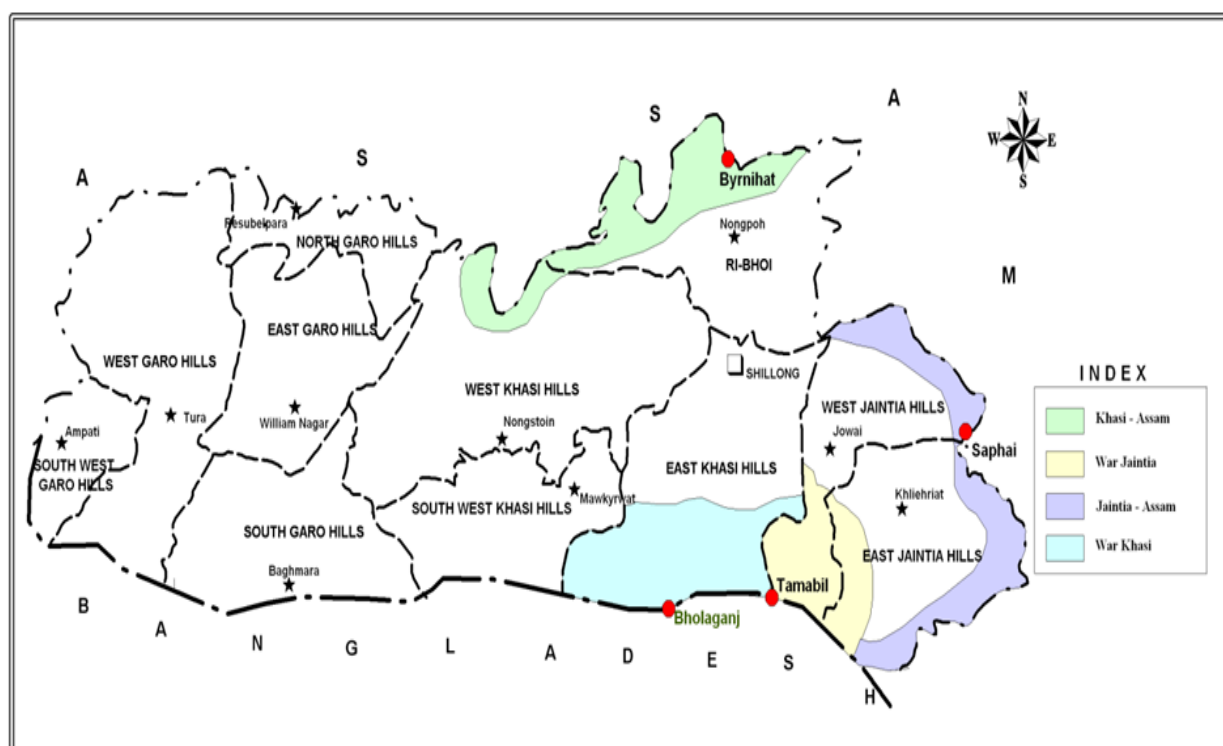 A
S
S
A
M
N
W
E
S
Byrnihat
Nongpoh
RI-BHOI
Resubelpara
NORTH GARO HILLS
EAST GARO HILLS
WEST GARO HILLS
Tura
William Nagar
Ampati
SOUTH WEST
GARO HILLS
SOUTH GARO HILLS
Baghmara
WEST KHASI HILLS
Nongstoin
SOUTH WEST KHASI HILLS
Mawkyrwat
SHILLONG
EAST KHASI HILLS
WEST JAINTIA HILLS
Jowai
Saphai
Khliehriat
EAST JAINTIA HILLS
Tamabil
Bholaganj
B
A
N
G
L
A
D
E
S
H
INDEX
Khasi - Assam
War Jaintia
Jaintia - Assam
War Khasi